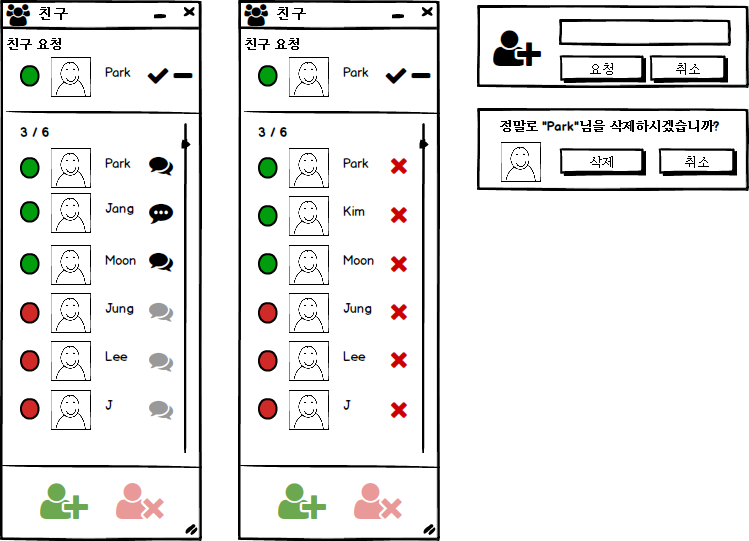 친구
친구 요청
Park
3 / 6
Park
Jang
Moon
Jung
Lee
J
친구
친구 요청
Park
3 / 6
Park
Kim
Moon
Jung
Lee
J
요청 취소
정말로 "Park"님을 삭제하시겠습니까?
삭제 취소